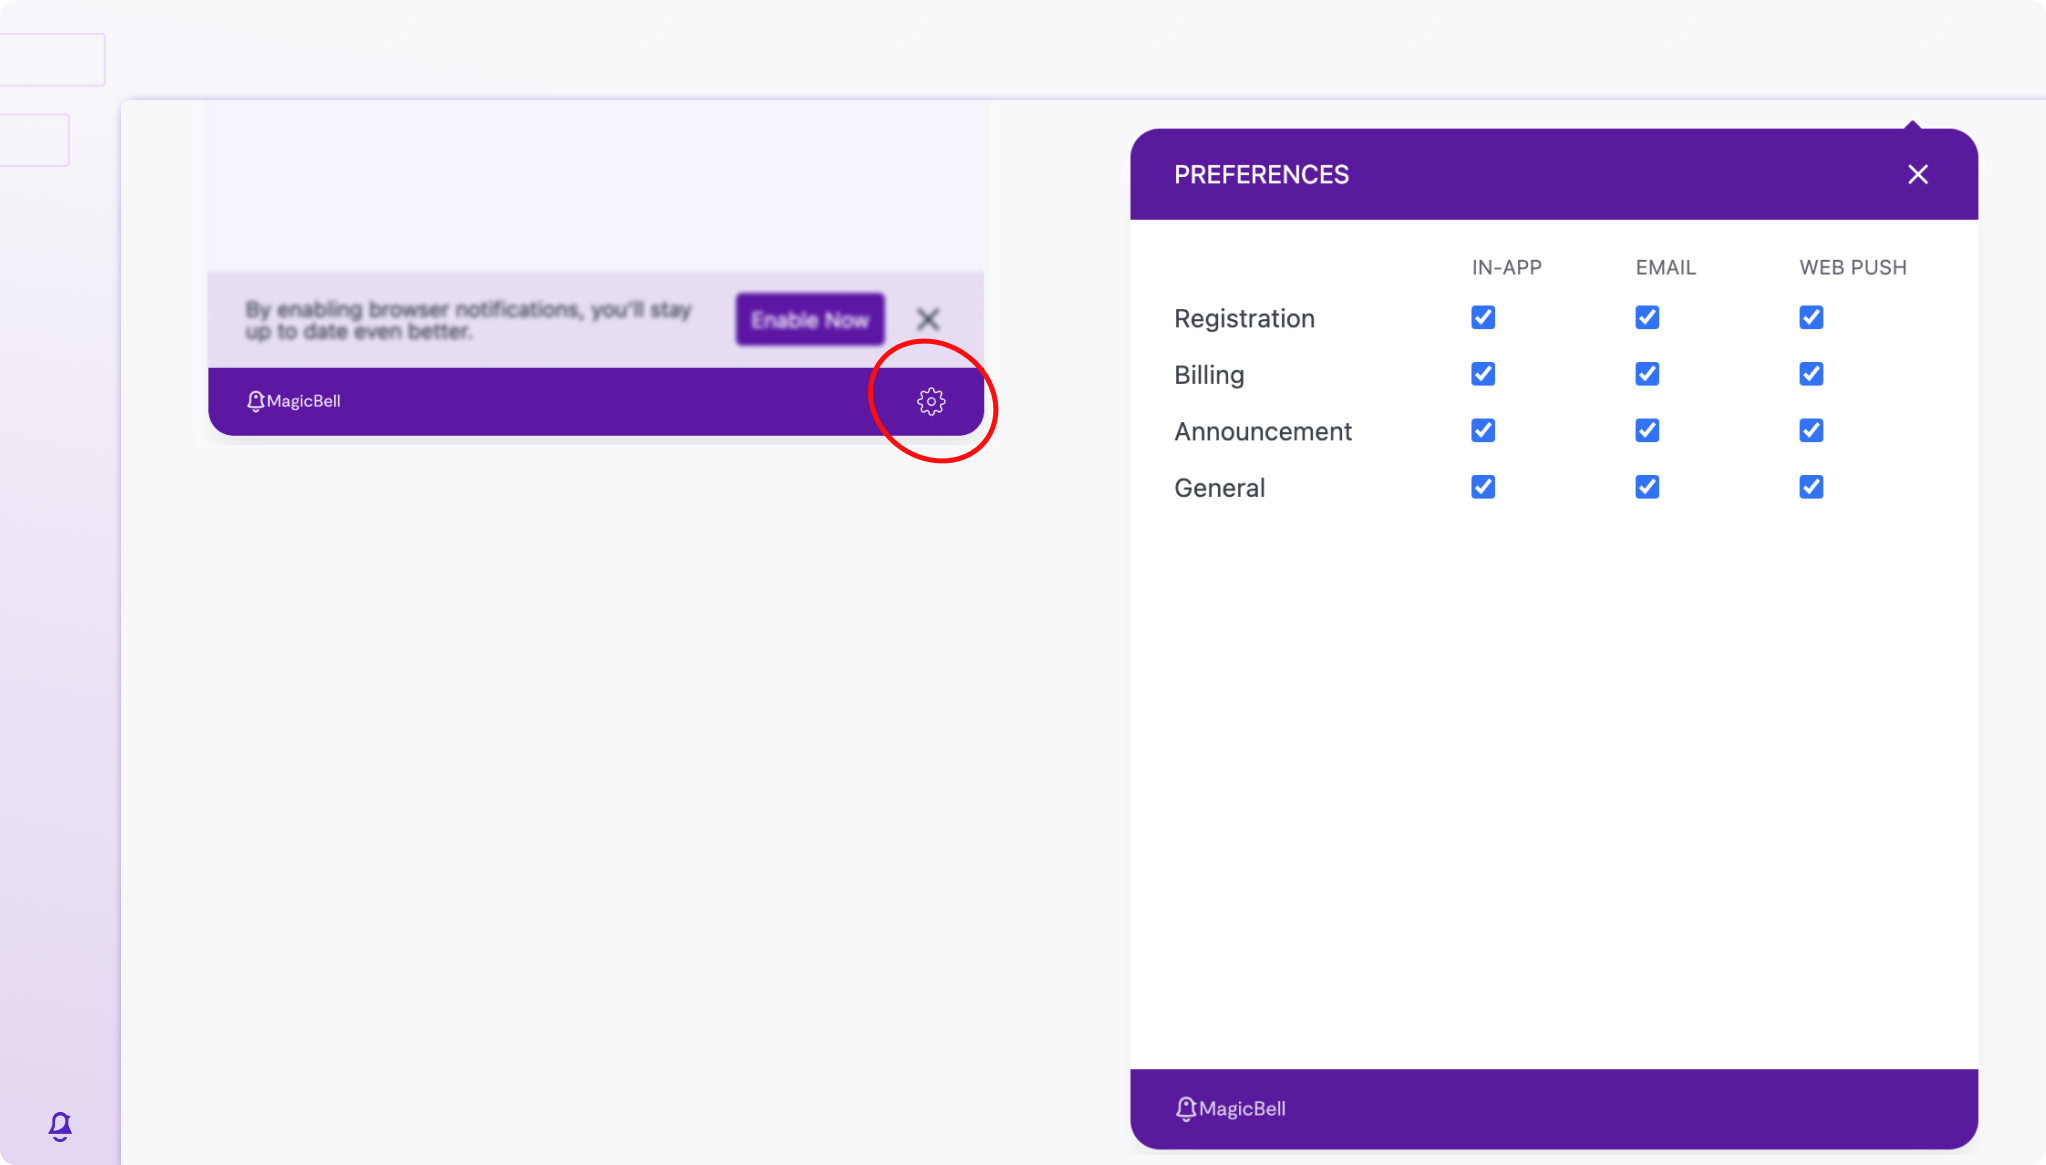 By enabling browser notifications, you'll stay
up to date even better.
Enable Now
MagicBell
PREFERENCES
IN-APP EMAIL WEB PUSH
Registration
Billing
Announcement
General
MagicBell